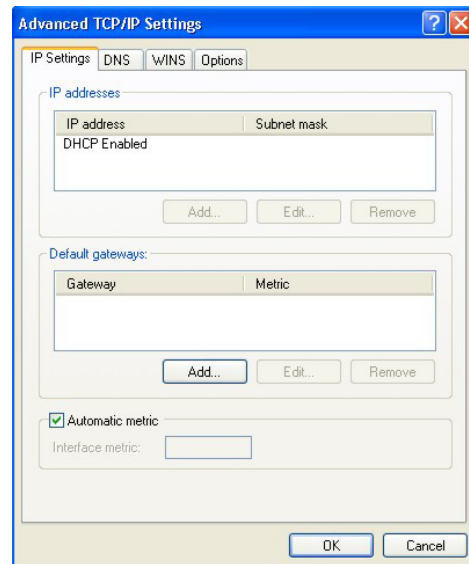 Advanced TCP/IP Settings
IP Settings DNS WINS Options
IP addresses
IP address Subnet mask
DHCP Enabled
Add... Edit... Remove
Default gateways:
Gateway Metric
Add... Edit... Remove
Automatic metric
Interface metric:
OK Cancel